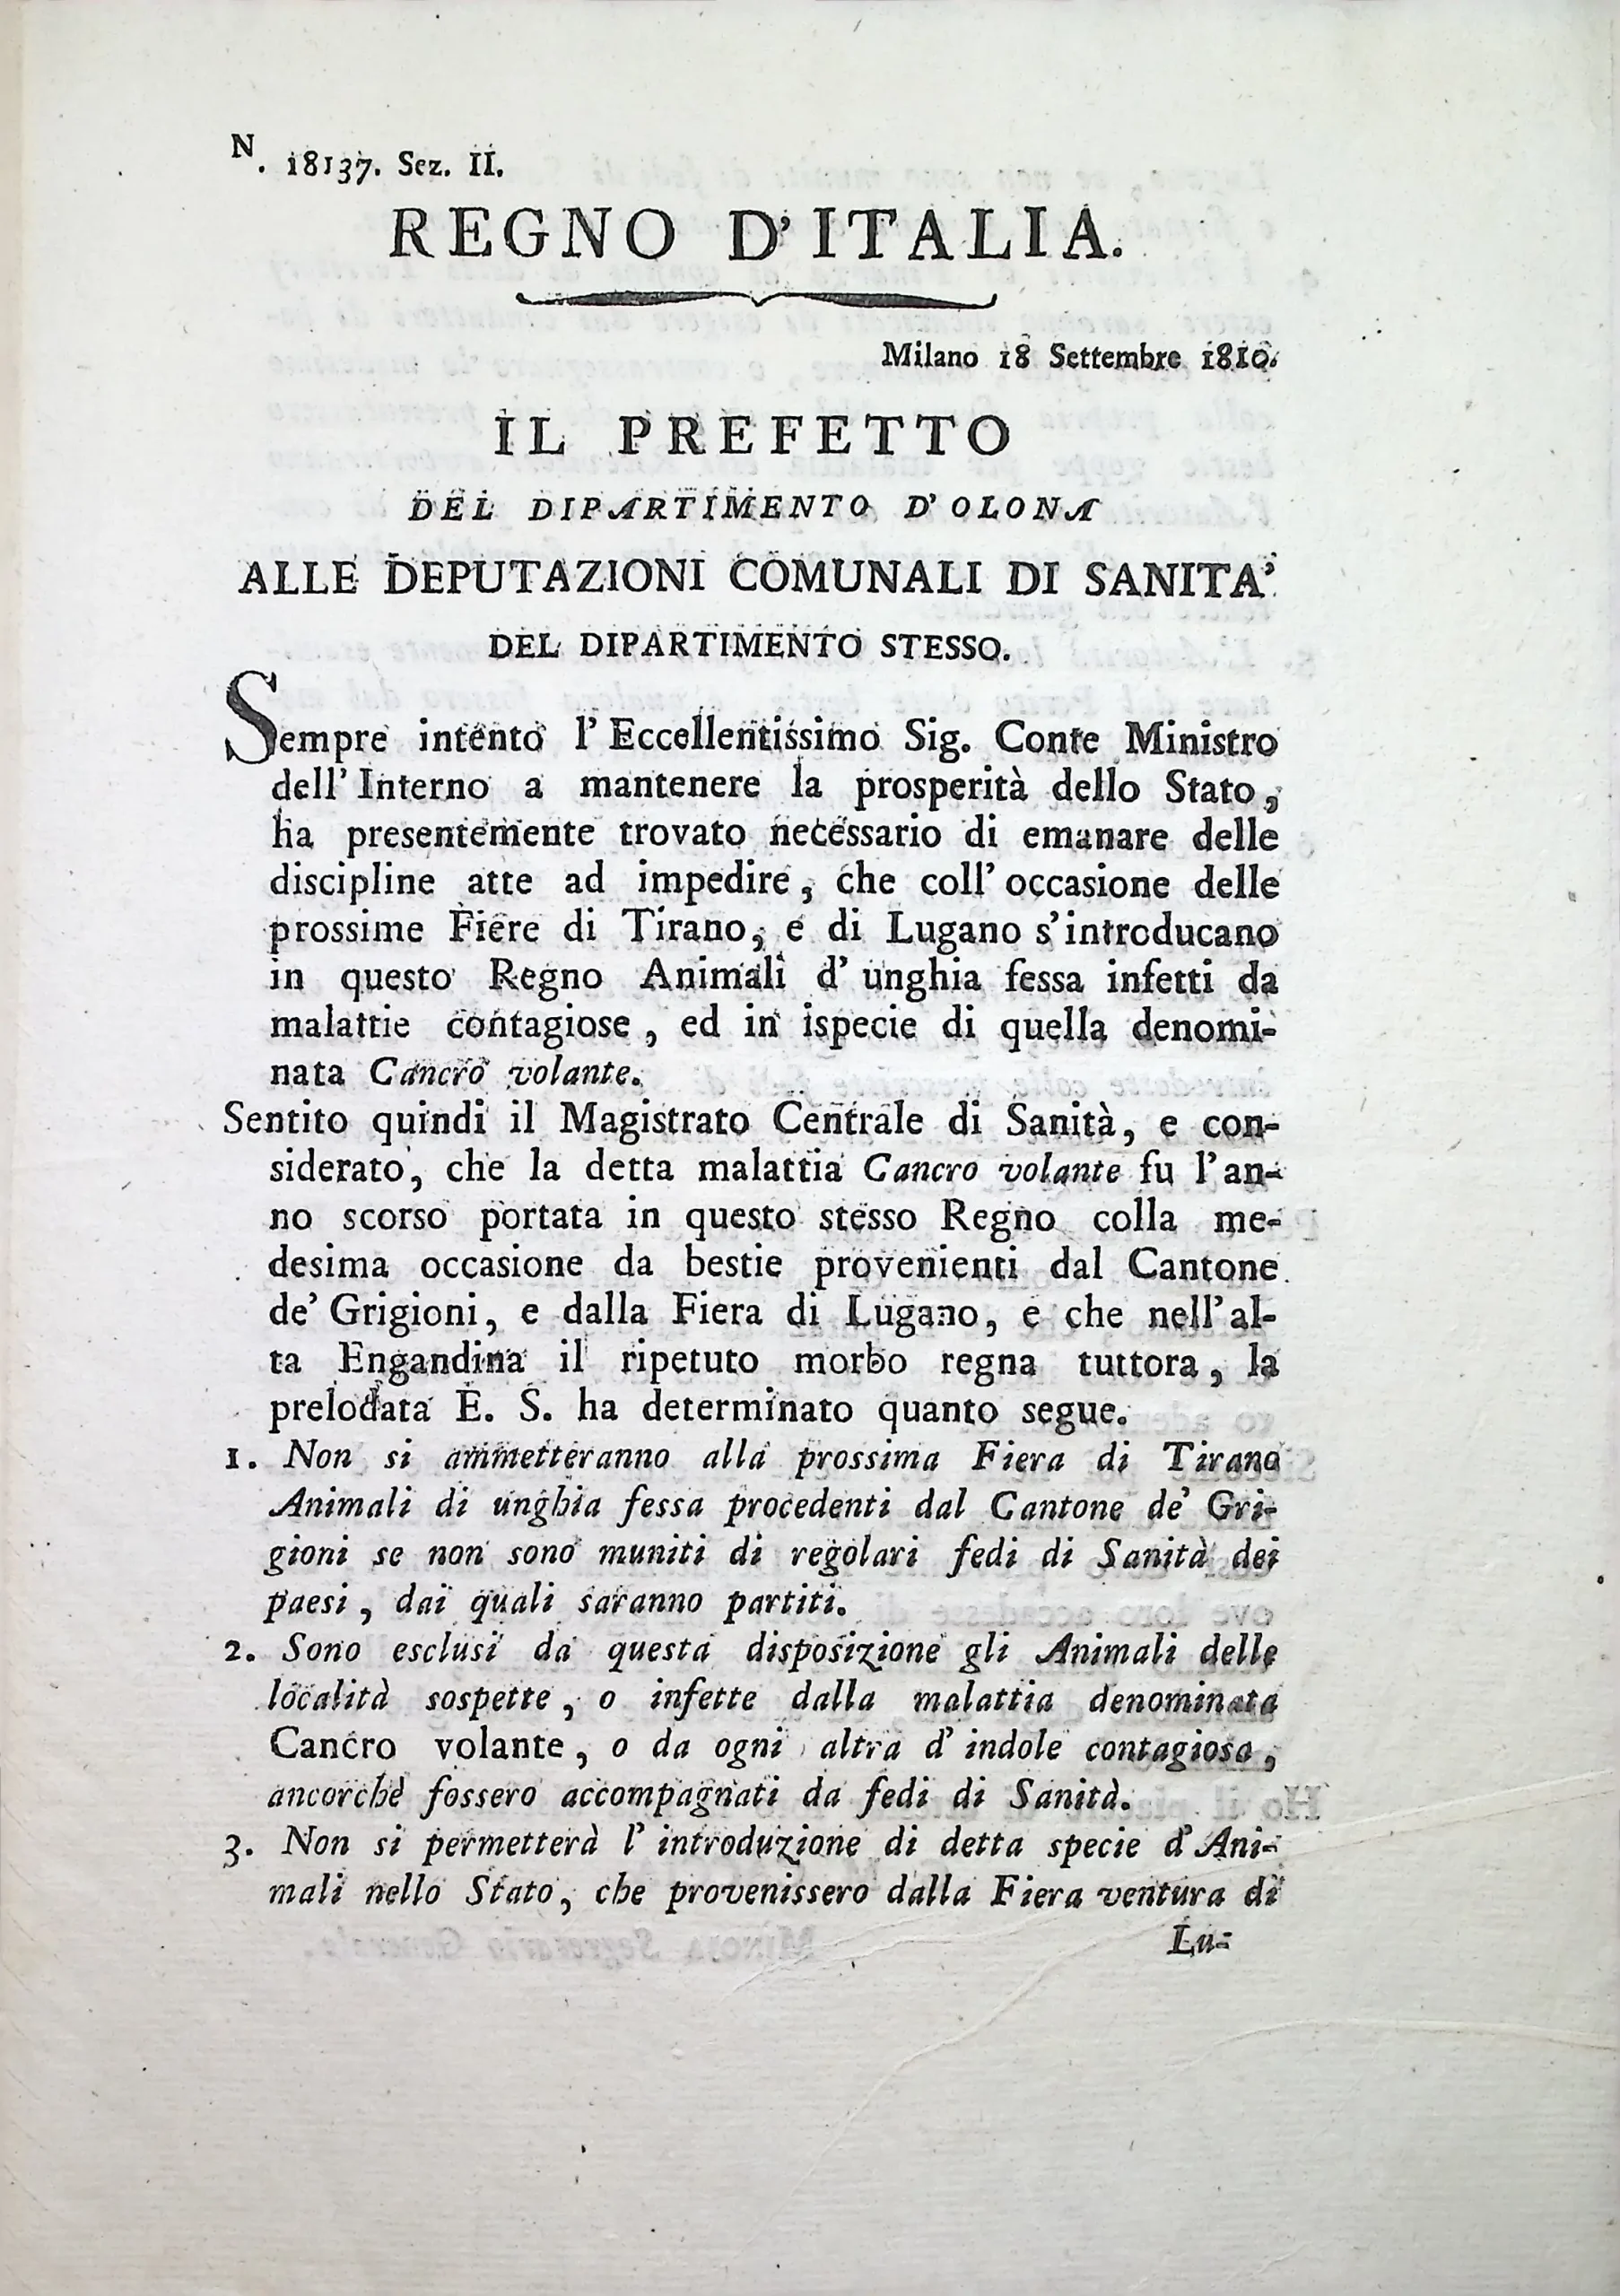 N. 18137. Sez. II.
REGNO D'ITALIA.
Milano 18 Settembre 1810.
IL PREFETTO
DEL DIPARTIMENTO D'OLONA
ALLE DEPUTAZIONI COMUNALI DI SANITA'
DEL DIPARTIMENTO STESSO.
Sempre intento l'Eccellentissimo Sig. Conte Ministro
dell'Interno a mantenere la prosperità dello Stato,
ha presentemente trovato necessario di emanare delle
discipline atte ad impedire, che coll'occasione delle
prossime Fiere di Tirano, e di Lugano s'introducano
in questo Regno Animali d'unghia fessa infetti da
malattie contagiose, ed in ispecie di quella denomi-
nata Cancro volante.
Sentito quindi il Magistrato Centrale di Sanità, e con-
siderato, che la detta malattia Cancro volante fu l'an-
no scorso portata in questo stesso Regno colla me-
desima occasione da bestie provenienti dal Cantone
de' Grigioni, e dalla Fiera di Lugano, e che nell'al-
ta Engandina il ripetuto morbo regna tuttora, la
prelodata E. S. ha determinato quanto segue.
1. Non si ammetteranno alla prossima Fiera di Tirano
Animali di unghia fessa procedenti dal Cantone de' Gri-
gioni se non sono muniti di regolari fedi di Sanità dei
paesi, dai quali saranno partiti.
2. Sono esclusi da questa disposizione gli Animali delle
località sospette, o infette dalla malattia denominata
Cancro volante, o da ogni altra d'indole contagiosa,
ancorchè fossero accompagnati da fedi di Sanità.
3. Non si permetterà l'introduzione di detta specie d'Ani-
mali nello Stato, che provenissero dalla Fiera ventura di
Lu-